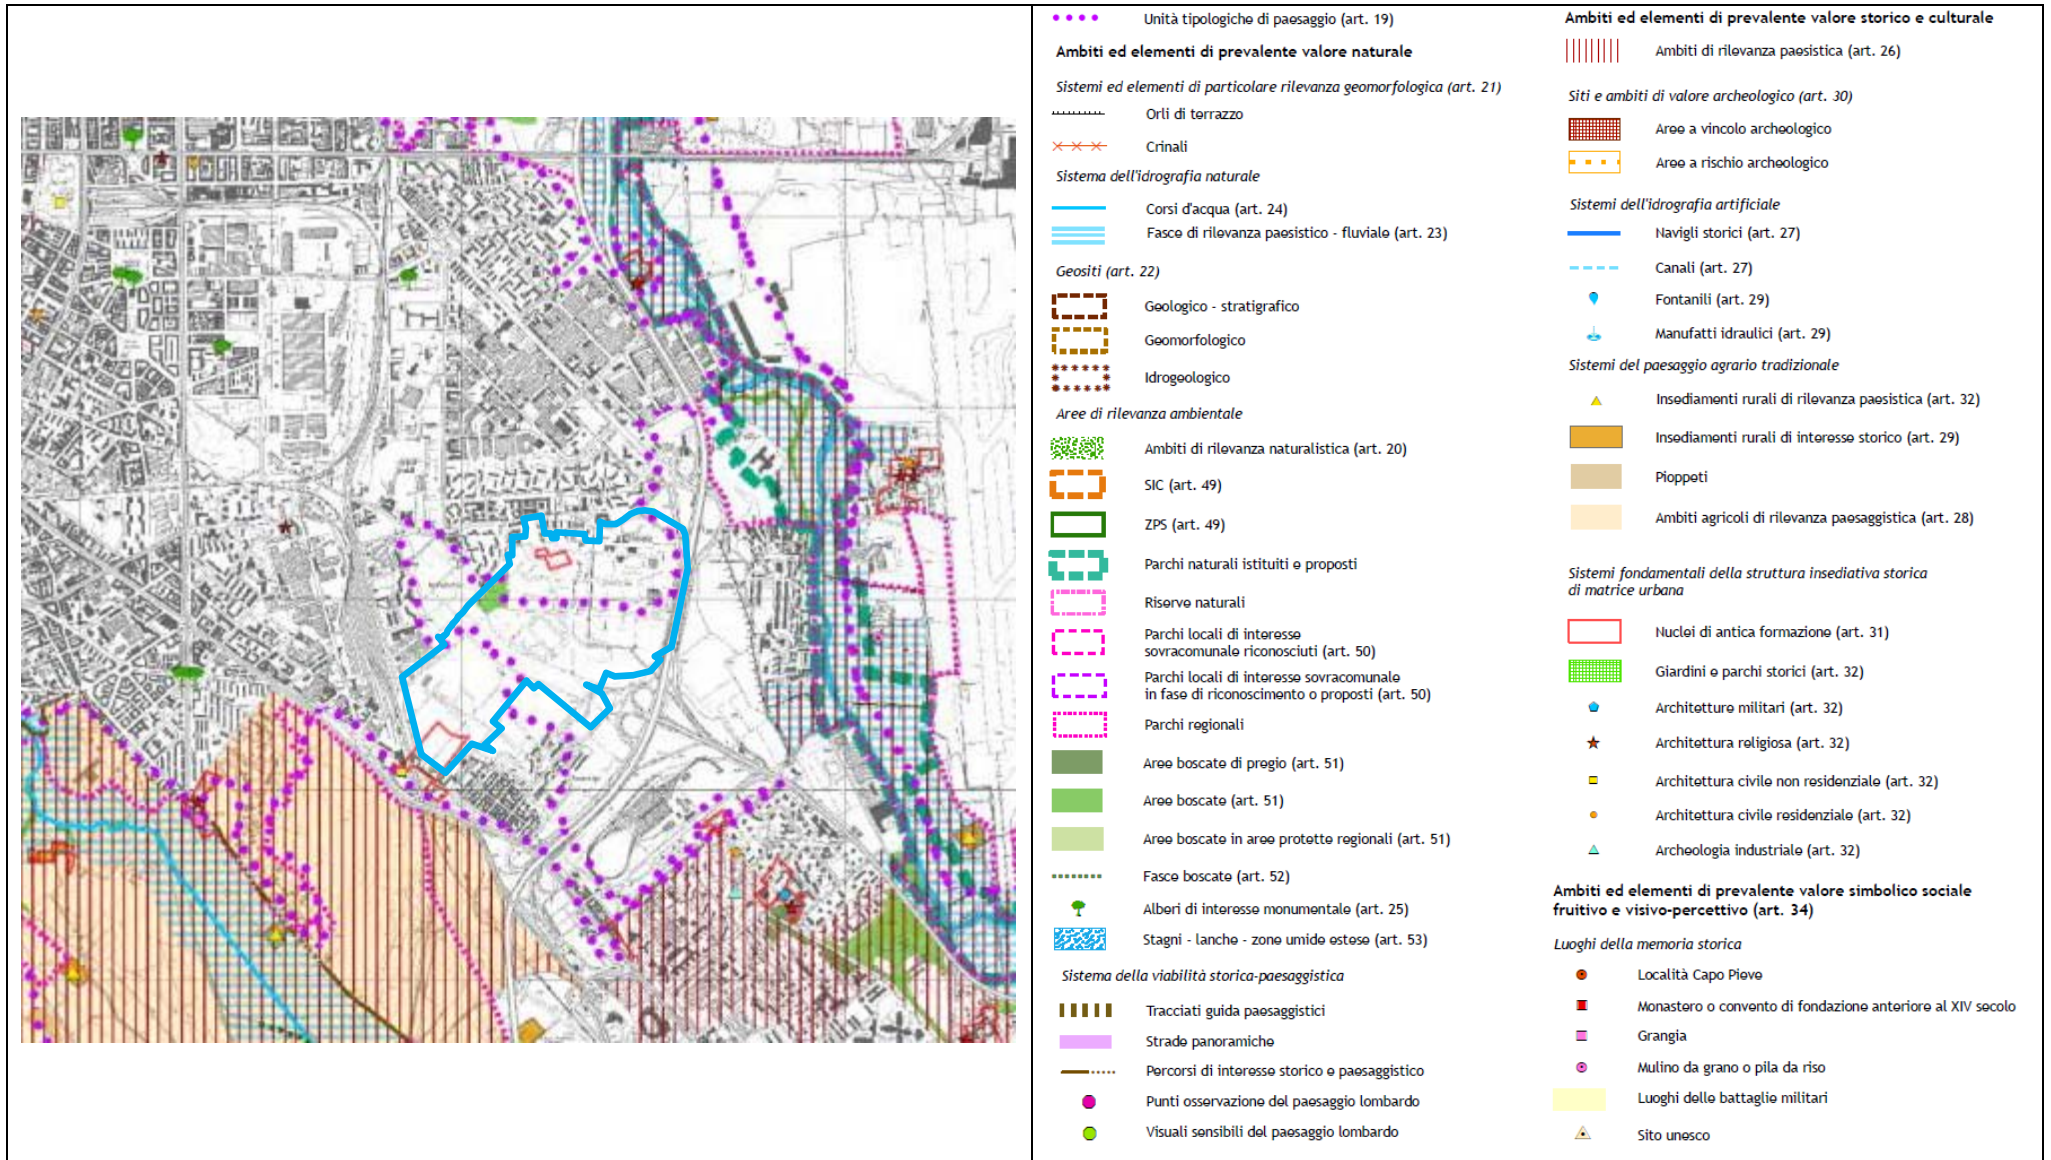 Unità tipologiche di paesaggio (art. 19)
Ambiti ed elementi di prevalente valore naturale
Sistemi ed elementi di particolare rilevanza geomorfologica (art. 21)
Orli di terrazzo
Crinali
Sistema dell'idrografia naturale
Corsi d'acqua (art. 24)
Fasce di rilevanza paesistico - fluviale (art. 23)
Geositi (art. 22)
Geologico - stratigrafico
Geomorfologico
Idrogeologico
Aree di rilevanza ambientale
Ambiti di rilevanza naturalistica (art. 20)
SIC (art. 49)
ZPS (art. 49)
Parchi naturali istituiti e proposti
Riserve naturali
Parchi locali di interesse
sovracomunale riconosciuti (art. 50)
Parchi locali di interesse sovracomunale
in fase di riconoscimento o proposti (art. 50)
Parchi regionali
Aree boscate di pregio (art. 51)
Aree boscate (art. 51)
Aree boscate in aree protette regionali (art. 51)
Fasce boscate (art. 52)
Alberi di interesse monumentale (art. 25)
Stagni - lanche - zone umide estese (art. 53)
Sistema della viabilità storica-paesaggistica
Tracciati guida paesaggistici
Strade panoramiche
Percorsi di interesse storico e paesaggistico
Punti osservazione del paesaggio lombardo
Visuali sensibili del paesaggio lombardo
Ambiti ed elementi di prevalente valore storico e culturale
Ambiti di rilevanza paesistica (art. 26)
Siti e ambiti di valore archeologico (art. 30)
Aree a vincolo archeologico
Aree a rischio archeologico
Sistemi dell'idrografia artificiale
Navigli storici (art. 27)
Canali (art. 27)
Fontanili (art. 29)
Manufatti idraulici (art. 29)
Sistemi del paesaggio agrario tradizionale
Insediamenti rurali di rilevanza paesistica (art. 32)
Insediamenti rurali di interesse storico (art. 29)
Pioppeti
Ambiti agricoli di rilevanza paesaggistica (art. 28)
Sistemi fondamentali della struttura insediativa storica
di matrice urbana
Nuclei di antica formazione (art. 31)
Giardini e parchi storici (art. 32)
Architetture militari (art. 32)
Architettura religiosa (art. 32)
Architettura civile non residenziale (art. 32)
Architettura civile residenziale (art. 32)
Archeologia industriale (art. 32)
Ambiti ed elementi di prevalente valore simbolico sociale
fruitivo e visivo-percettivo (art. 34)
Luoghi della memoria storica
Località Capo Pieve
Monastero o convento di fondazione anteriore al XIV secolo
Grangia
Mulino da grano o pila da riso
Luoghi delle battaglie militari
Sito unesco